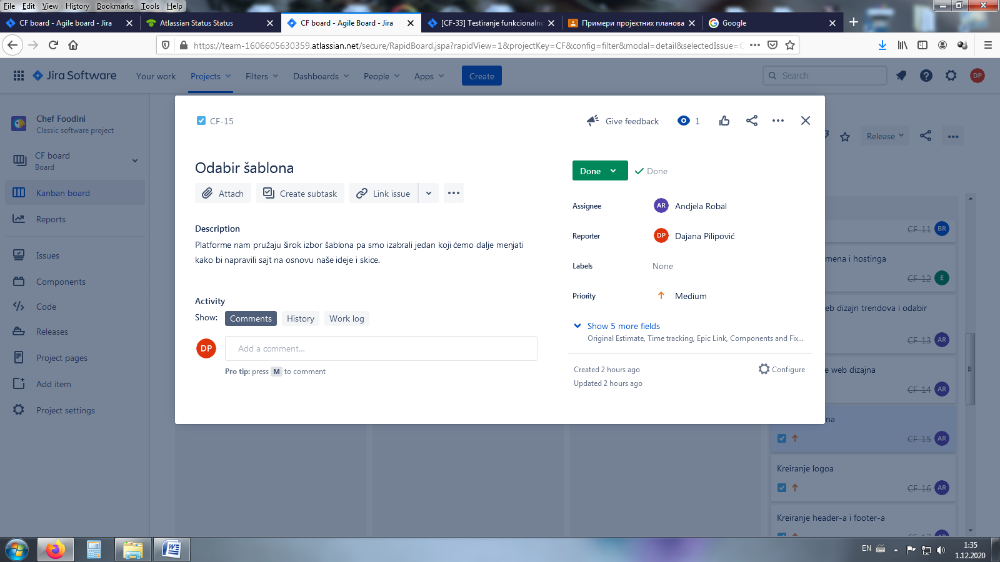 File Edit View History Bookmarks Tools Help
CF board - Agile board - Jira
Atlassian Status Status
CF board - Agile Board - Jira
[CF-33] Testiranje funkcionalno
Примери пројектних планова
Google
https://team-1606605630359.atlassian.net/secure/RapidBoard.jspa?rapidView=1&projectKey=CF&config=filter&modal=detail&selectedIssue=C
Jira Software
Your work
Projects
Filters
Dashboards
People
Apps
Create
Search
DP
Chef Foodini
Classic software project
CF board
Board
Kanban board
Reports
Issues
Components
Code
Releases
Project pages
Add item
Project settings
CF-15
Give feedback
1
Odabir šablona
Attach
Create subtask
Link issue
Description
Platforme nam pružaju širok izbor šablona pa smo izabrali jedan koji ćemo dalje menjati
kako bi napravili sajt na osnovu naše ideje i skice.
Activity
Show:
Comments
History
Work log
DP
Add a comment...
Pro tip: press M to comment
Done
Done
Assignee
AR Andjela Robal
Reporter
DP Dajana Pilipović
Labels
None
Priority
Medium
Show 5 more fields
Original Estimate, Time tracking, Epic Link, Components and Fix...
Created 2 hours ago
Configure
Updated 2 hours ago
Release
CF-11 BR
mena i hostinga
CF-12 E
eb dizajn trendova i odabir
CF-13 AR
e web dizajna
CF-14 AR
na
CF-15 AR
Kreiranje logoa
CF-16 AR
Kreiranje header-a i footer-a
EN
1:35
1.12.2020